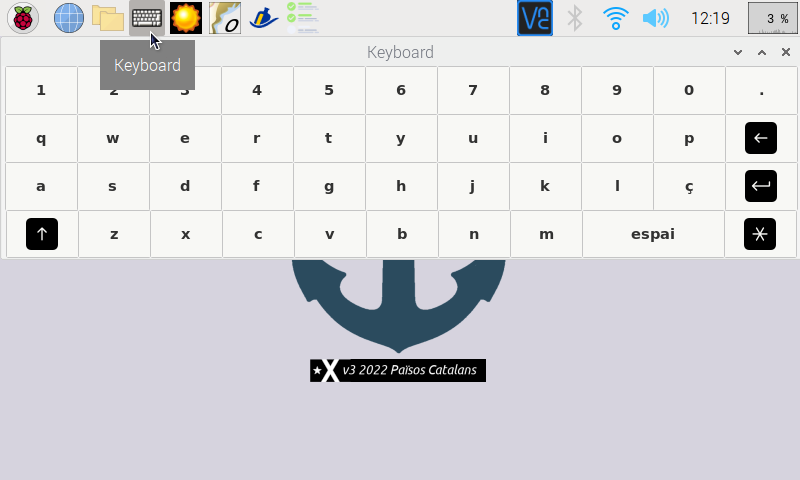 V2
12:19
3 %
Keyboard
Keyboard
1 2 3 4 5 6 7 8 9 0 .
q w e r t y u i o p
a s d f g h j k l ç
z x c v b n m espai
X v3 2022 Països Catalans